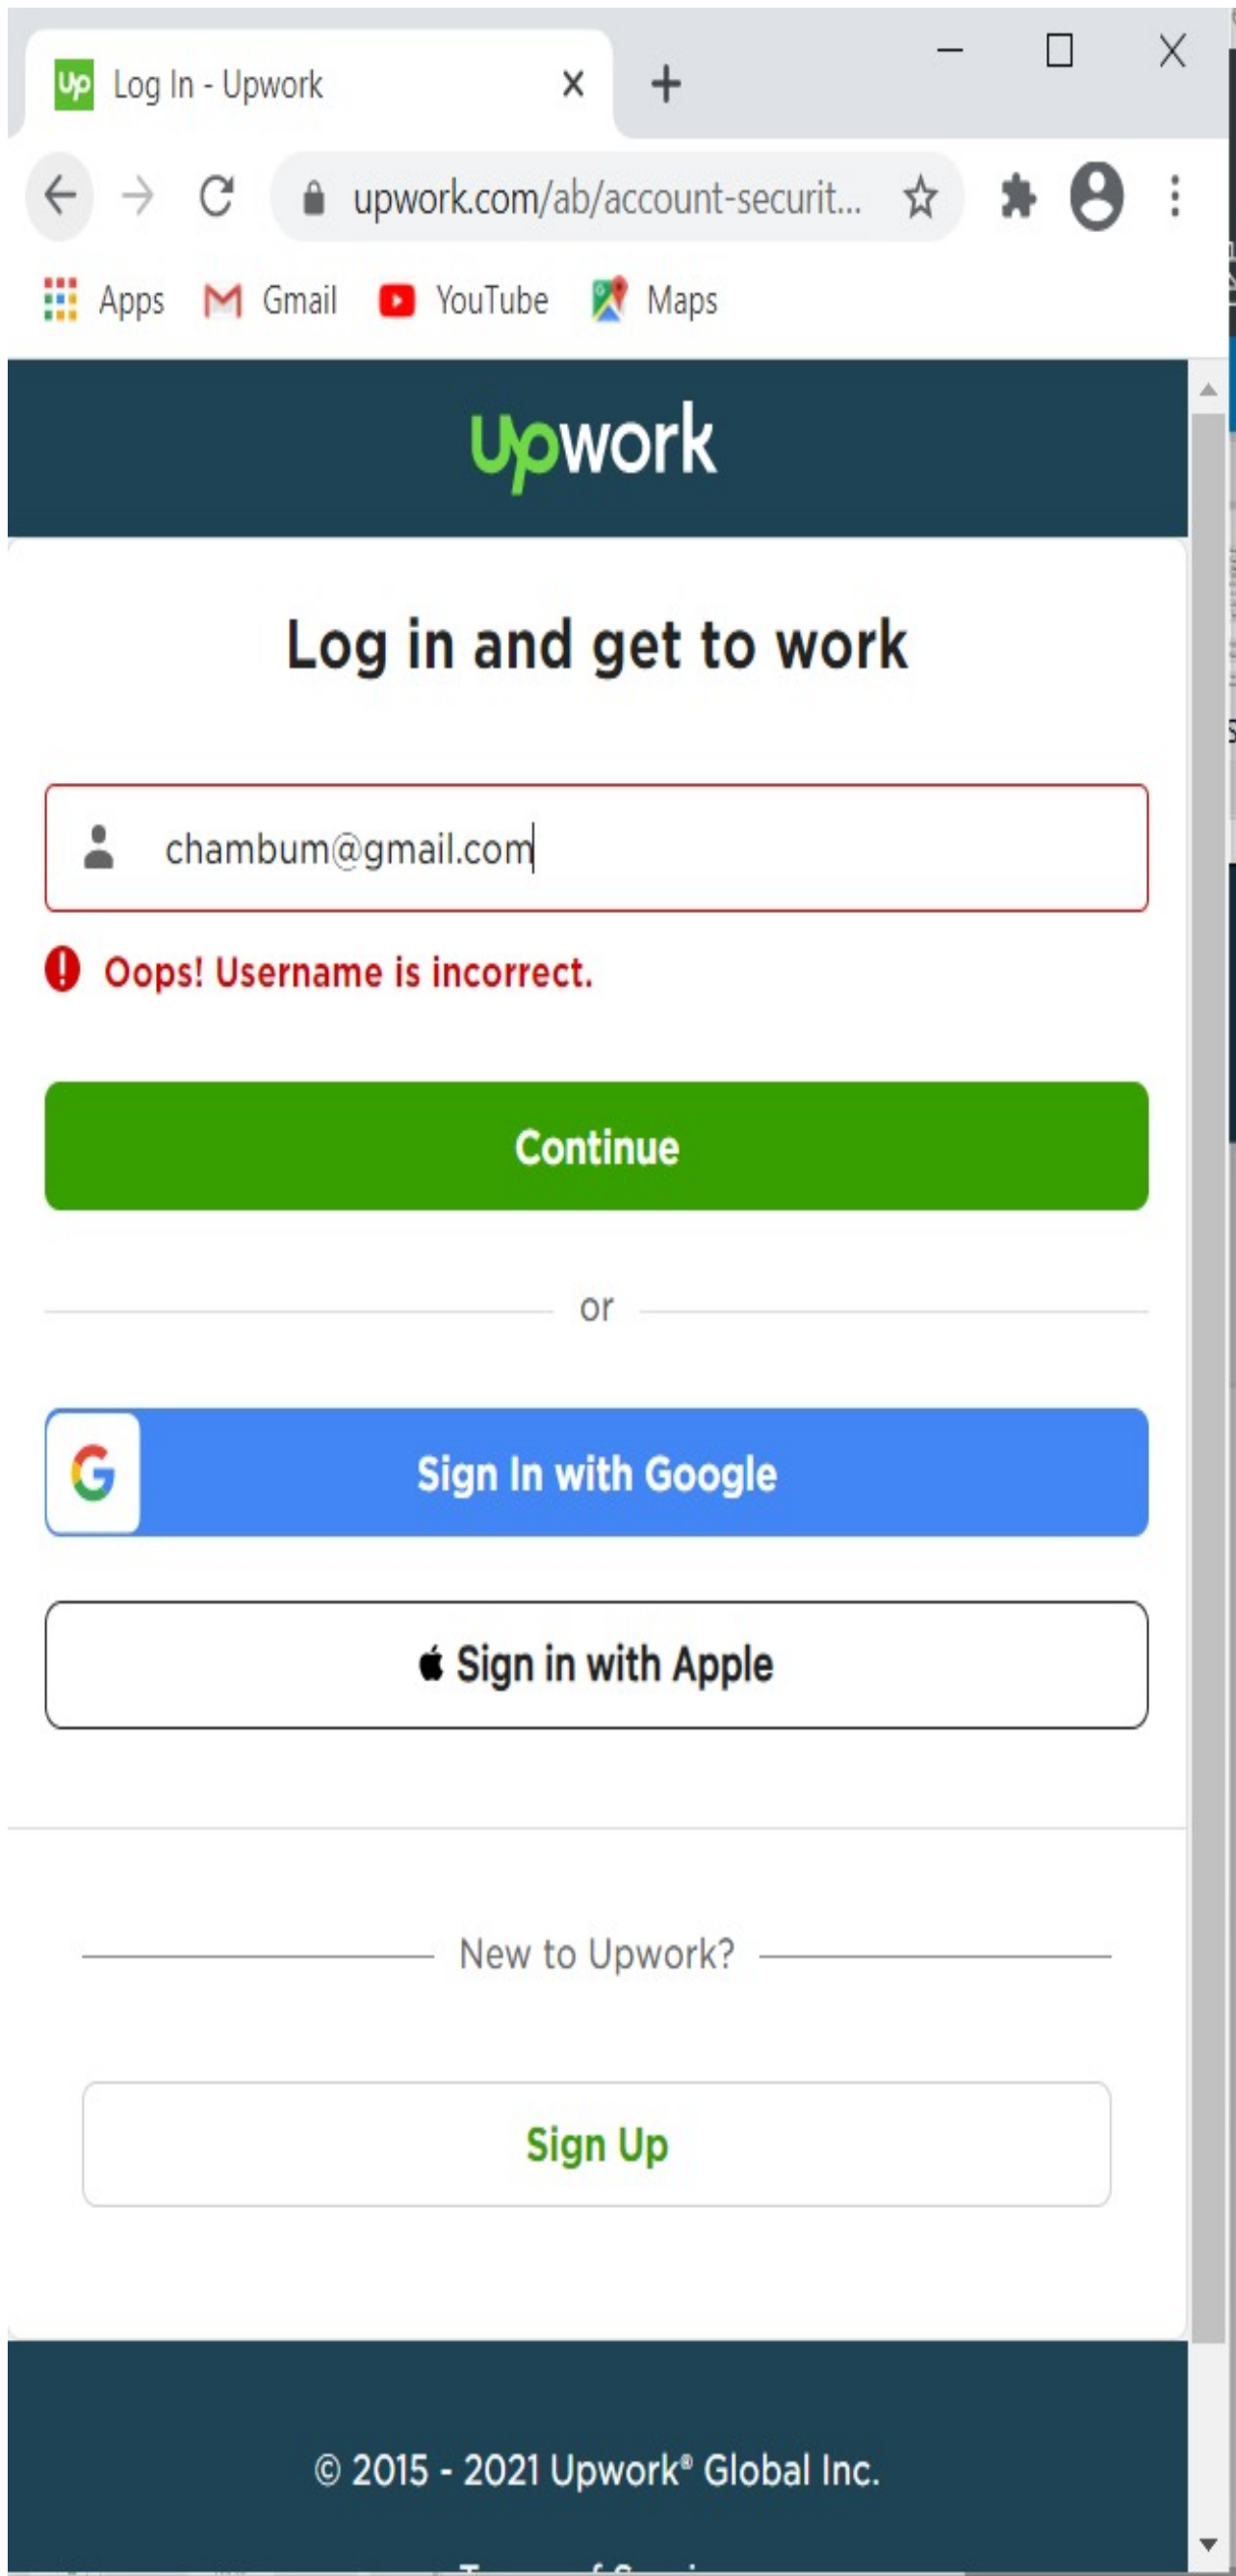 Log In - Upwork
upwork.com/ab/account-securit...
Apps Gmail YouTube Maps
upwork
Log in and get to work
chambum@gmail.com
Oops! Username is incorrect.
Continue
or
Sign In with Google
Sign in with Apple
New to Upwork?
Sign Up
© 2015 - 2021 Upwork® Global Inc.